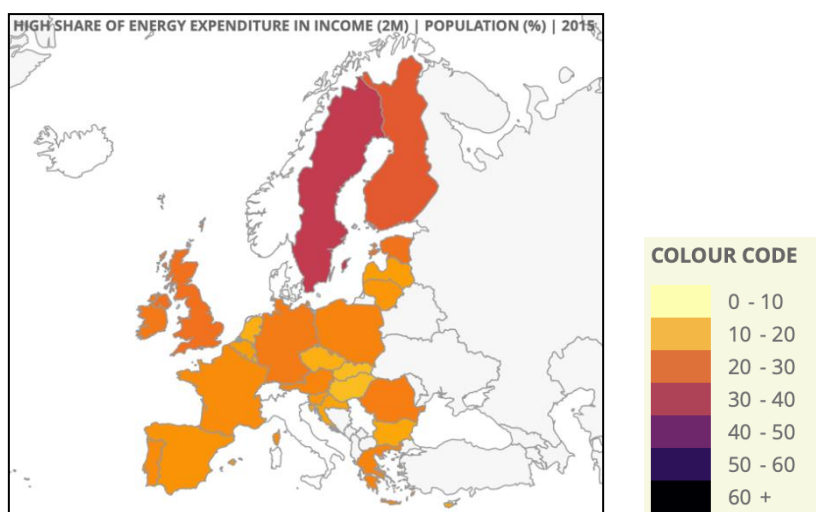 HIGH SHARE OF ENERGY EXPENDITURE IN INCOME (2M) | POPULATION (%) | 2015
COLOUR CODE
0 - 10
10 - 20
20 - 30
30 - 40
40 - 50
50 - 60
60 +